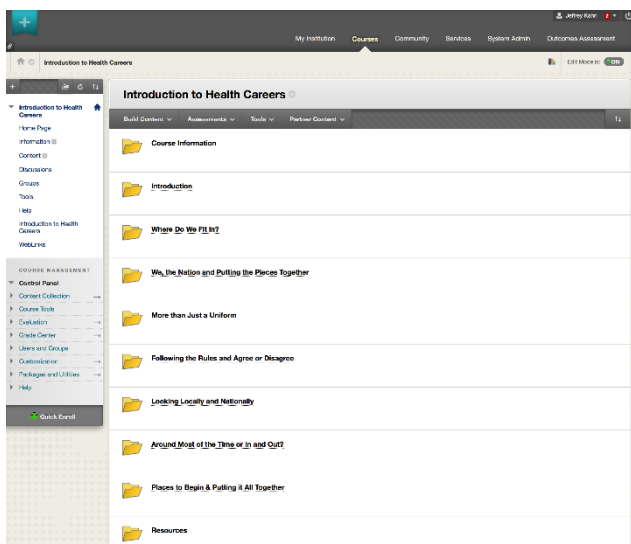 Jeffrey Kahn 2
My Institution Courses Community Services System Admin Outcomes Assessment
Introduction to Health Careers
Edit Mode is: ON
Introduction to Health Careers
Home Page
Information
Content
Discussions
Groups
Tools
Help
Introduction to Health
Careers
WebLinks
COURSE MANAGEMENT
Control Panel
Content Collection
Course Tools
Evaluation
Grade Center
Users and Groups
Customization
Packages and Utilities
Help
Quick Enroll
Introduction to Health Careers
Build Content Assessments Tools Partner Content
Course Information
Introduction
Where Do We Fit In?
We, the Nation and Putting the Pieces Together
More than Just a Uniform
Following the Rules and Agree or Disagree
Looking Locally and Nationally
Around Most of the Time or In and Out?
Places to Begin & Putting it All Together
Resources